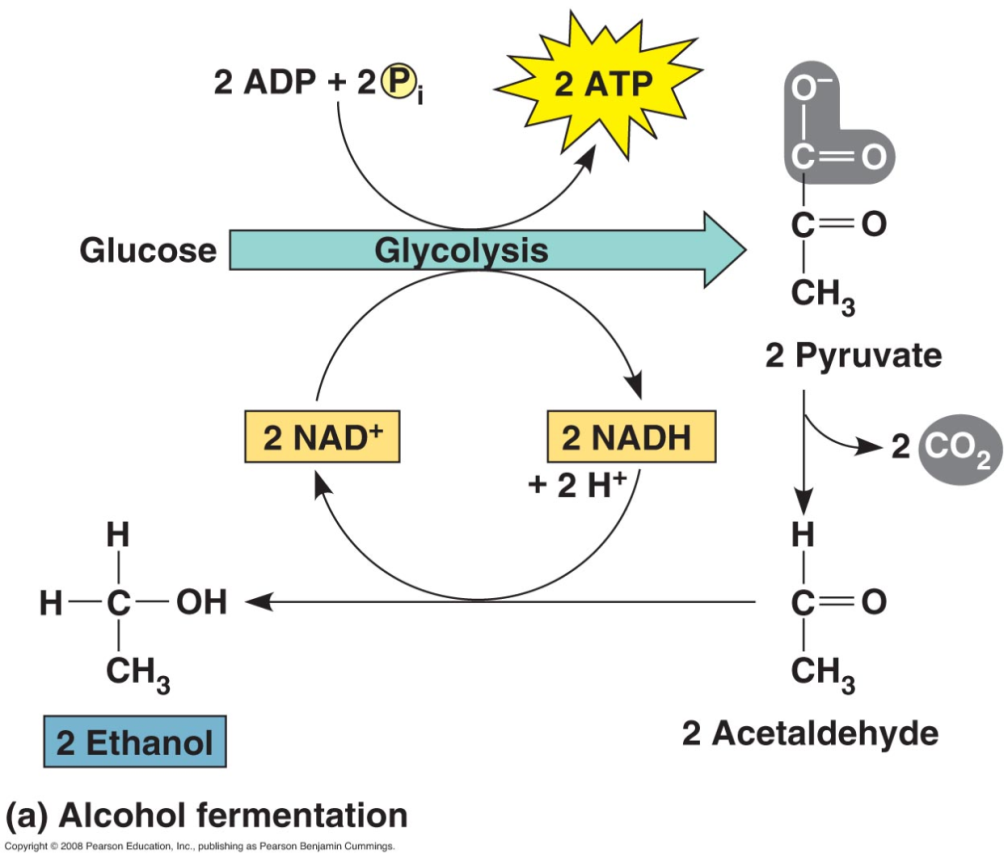 2 ADP + 2 Pi
2 ATP
O–
C=O
C=O
CH3
Glucose
Glycolysis
2 Pyruvate
2 NAD+
2 NADH
+ 2 H+
2 CO2
H
H—C—OH
CH3
2 Ethanol
H
C=O
CH3
2 Acetaldehyde
(a) Alcohol fermentation
Copyright © 2008 Pearson Education, Inc., publishing as Pearson Benjamin Cummings.